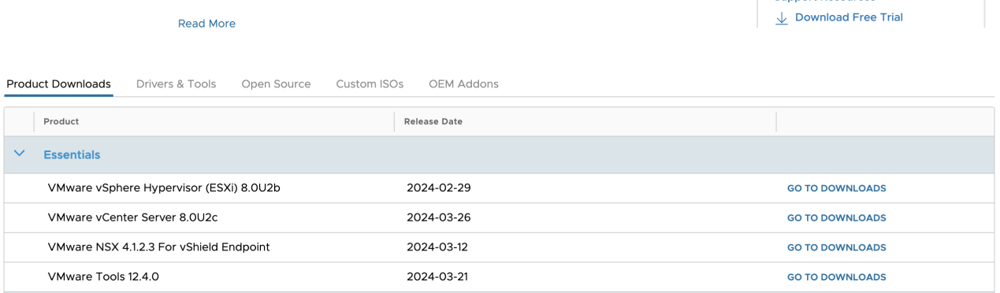 Support Resources
Read More
Download Free Trial
Product Downloads Drivers & Tools Open Source Custom ISOs OEM Addons
Product Release Date
Essentials
VMware vSphere Hypervisor (ESXi) 8.0U2b 2024-02-29 GO TO DOWNLOADS
VMware vCenter Server 8.0U2c 2024-03-26 GO TO DOWNLOADS
VMware NSX 4.1.2.3 For vShield Endpoint 2024-03-12 GO TO DOWNLOADS
VMware Tools 12.4.0 2024-03-21 GO TO DOWNLOADS